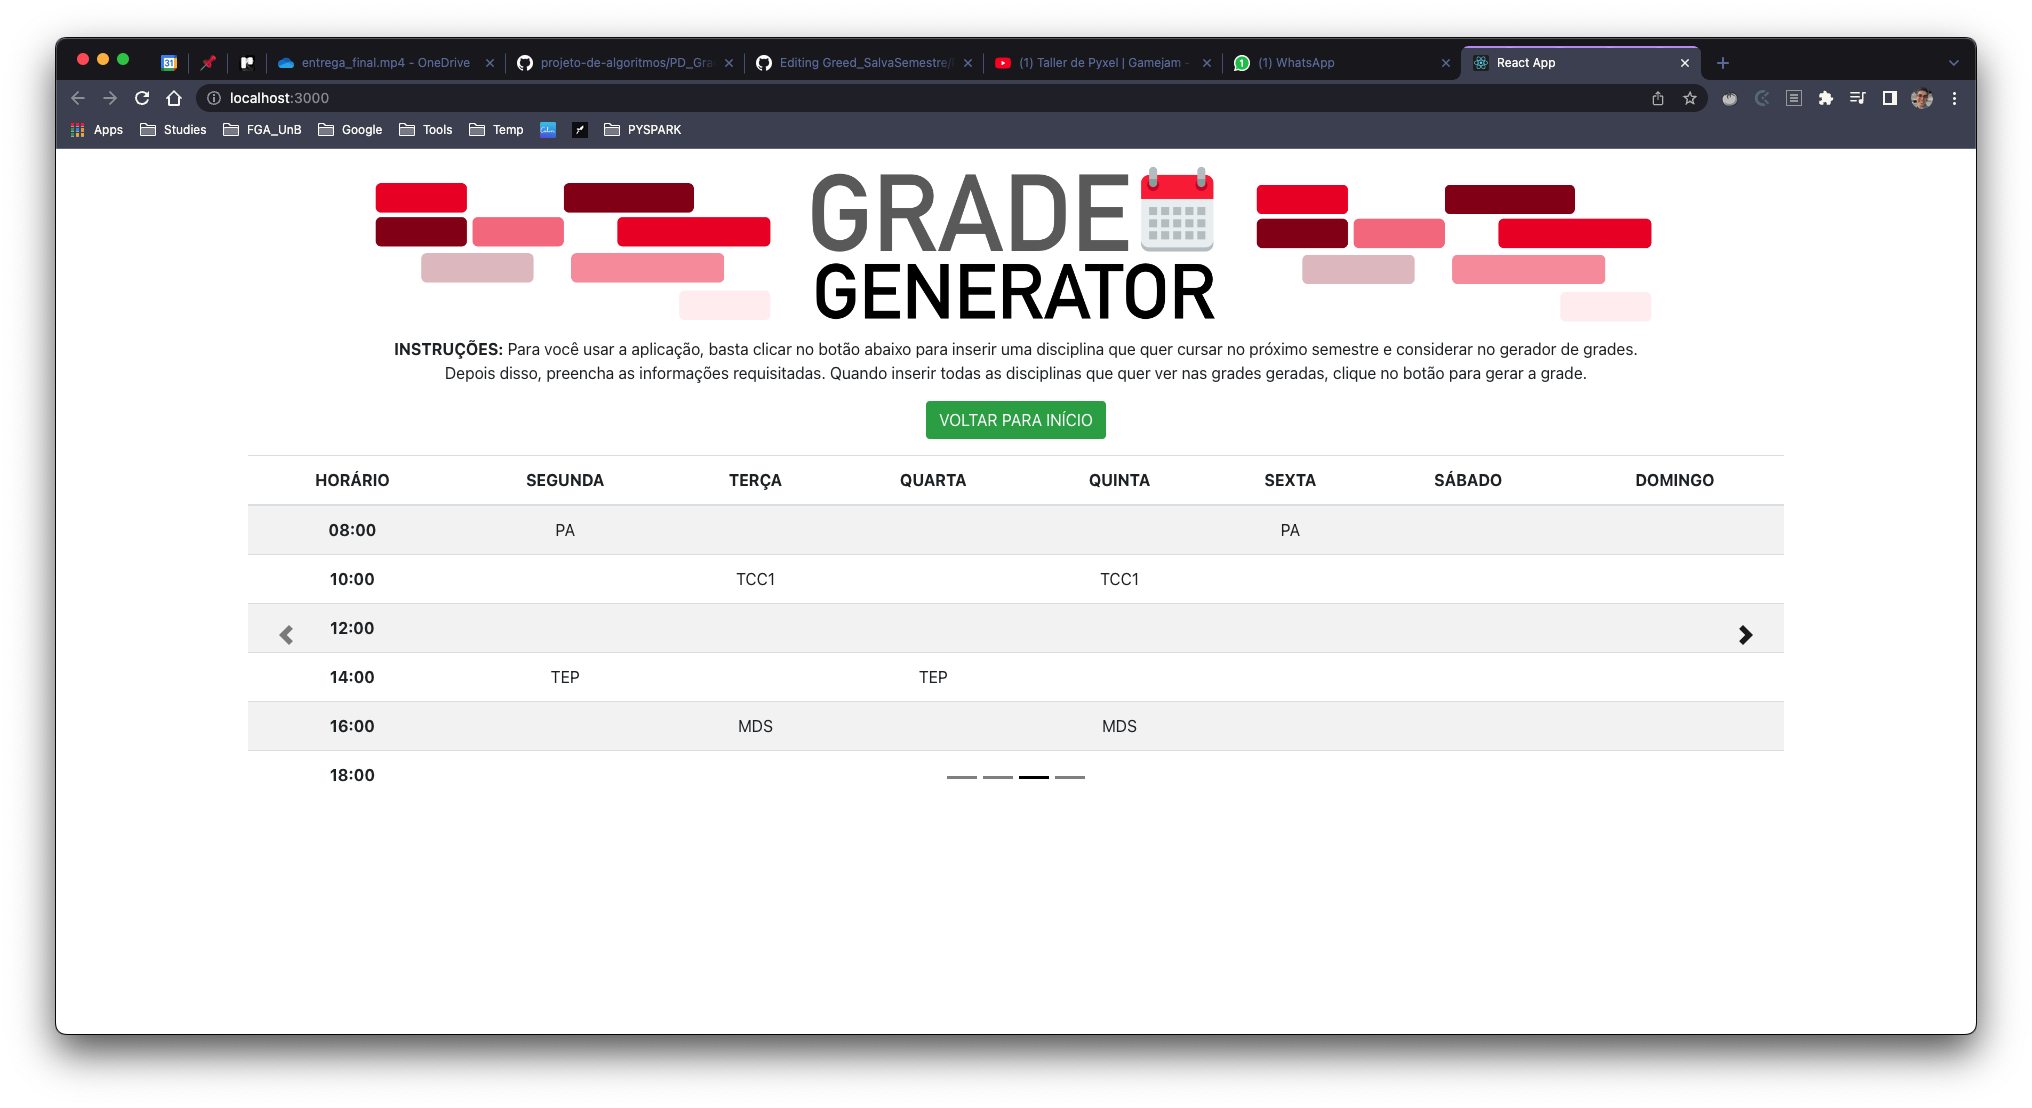 entrega_final.mp4 - OneDrive
projeto-de-algoritmos/PD_Gra
Editing Greed_SalvaSemestre/
(1) Taller de Pyxel | Gamejam -
(1) WhatsApp
React App
localhost:3000
Apps
Studies
FGA_UnB
Google
Tools
Temp
PYSPARK
GRADE
GENERATOR
INSTRUÇÕES: Para você usar a aplicação, basta clicar no botão abaixo para inserir uma disciplina que quer cursar no próximo semestre e considerar no gerador de grades.
Depois disso, preencha as informações requisitadas. Quando inserir todas as disciplinas que quer ver nas grades geradas, clique no botão para gerar a grade.
VOLTAR PARA INÍCIO
HORÁRIO SEGUNDA TERÇA QUARTA QUINTA SEXTA SÁBADO DOMINGO
08:00 PA PA
10:00 TCC1 TCC1
12:00
14:00 TEP TEP
16:00 MDS MDS
18:00